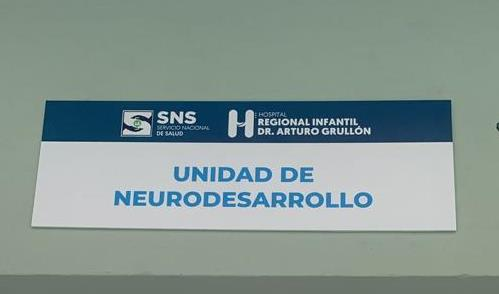 SNS
SERVICIO NACIONAL
DE SALUD
HOSPITAL
REGIONAL INFANTIL
DR. ARTURO GRULLÓN
UNIDAD DE
NEURODESARROLLO